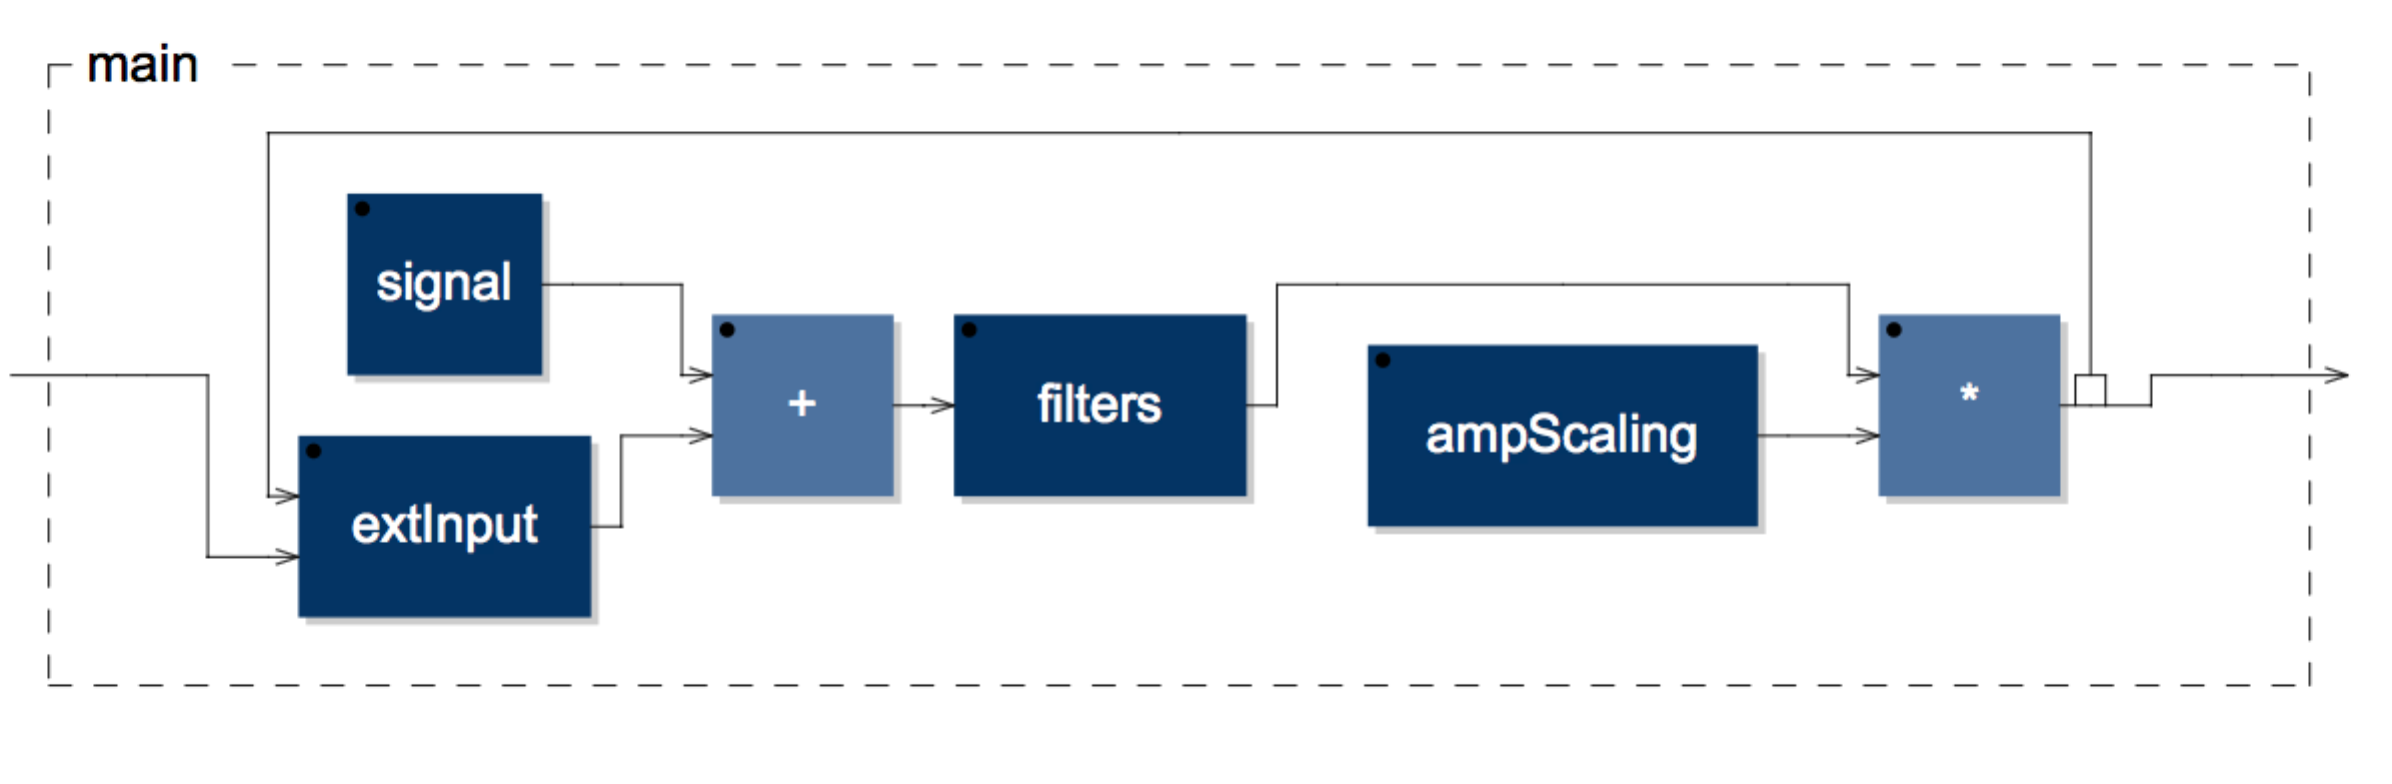 main
signal
+
filters
ampScaling
*
extInput